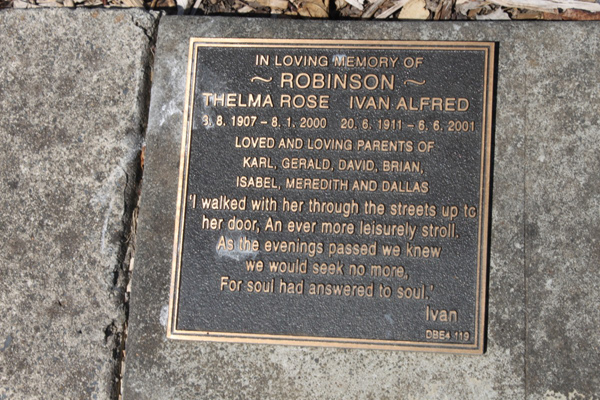 IN LOVING MEMORY OF
~ ROBINSON ~
THELMA ROSE IVAN ALFRED
8. 1907 – 8. 1. 2000 20. 6. 1911 – 8. 6. 2001
LOVED AND LOVING PARENTS OF
KARL, GERALD, DAVID, BRIAN,
ISABEL, MEREDITH AND DALLAS
'I walked with her through the streets up to
her door, An ever more leisurely stroll.
As the evenings passed we knew
we would seek no more,
For soul had answered to soul.'
Ivan
DBE4 119